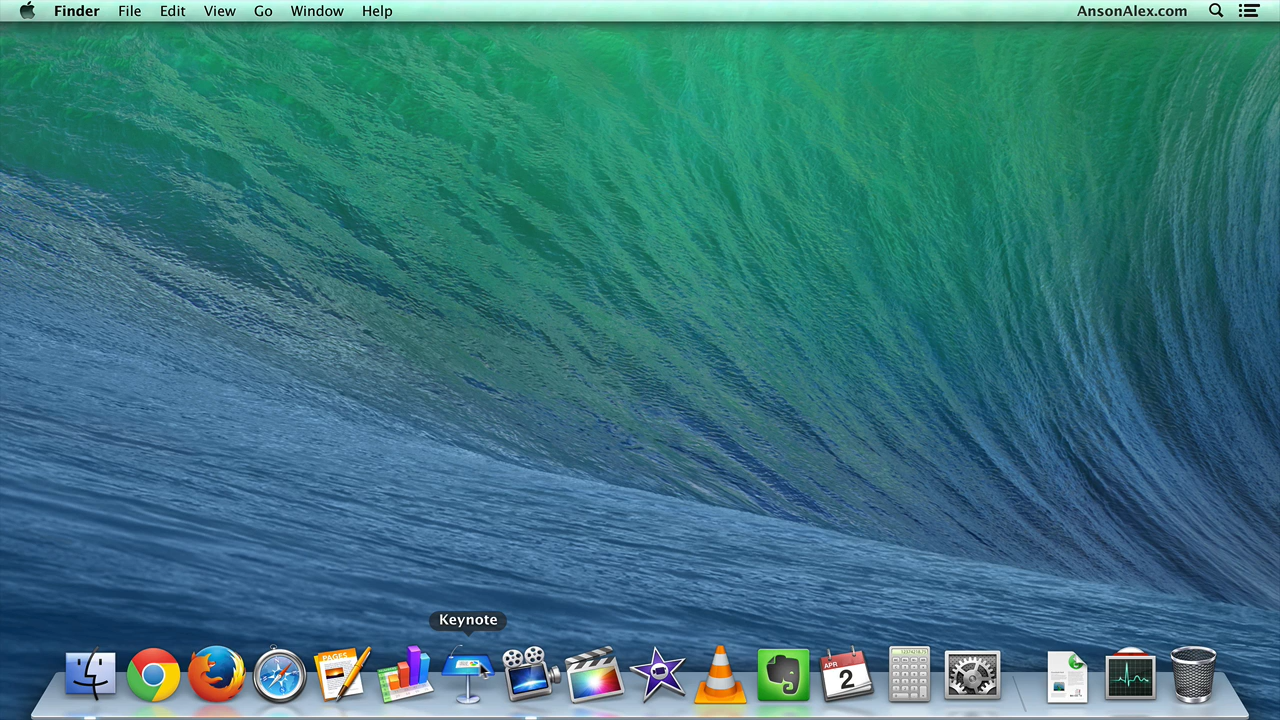 Finder File Edit View Go Window Help AnsonAlex.com
Keynote
PAGES
APR
2